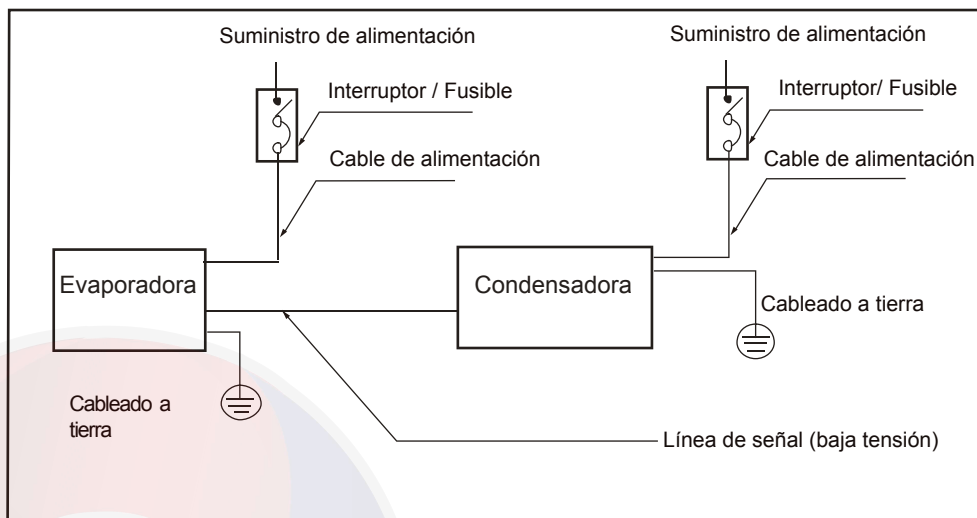 Suministro de alimentación
Suministro de alimentación
Interruptor / Fusible
Interruptor/ Fusible
Cable de alimentación
Cable de alimentación
Evaporadora
Condensadora
Cableado a tierra
Cableado a
tierra
Línea de señal (baja tensión)